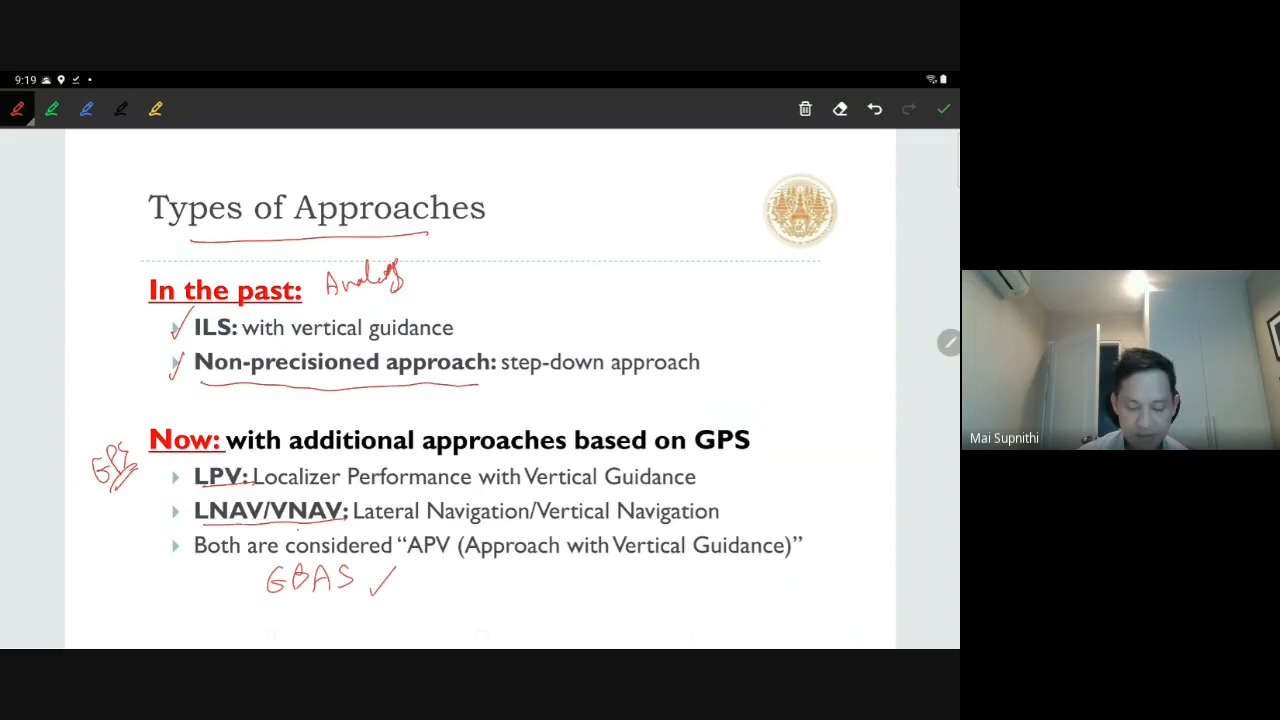 9:19
Types of Approaches
In the past: Analog
ILS: with vertical guidance
Non-precisioned approach: step-down approach
Now: with additional approaches based on GPS
GPS
LPV: Localizer Performance with Vertical Guidance
LNAV/VNAV: Lateral Navigation/Vertical Navigation
Both are considered “APV (Approach with Vertical Guidance)”
GBAS
Mai Supnithi